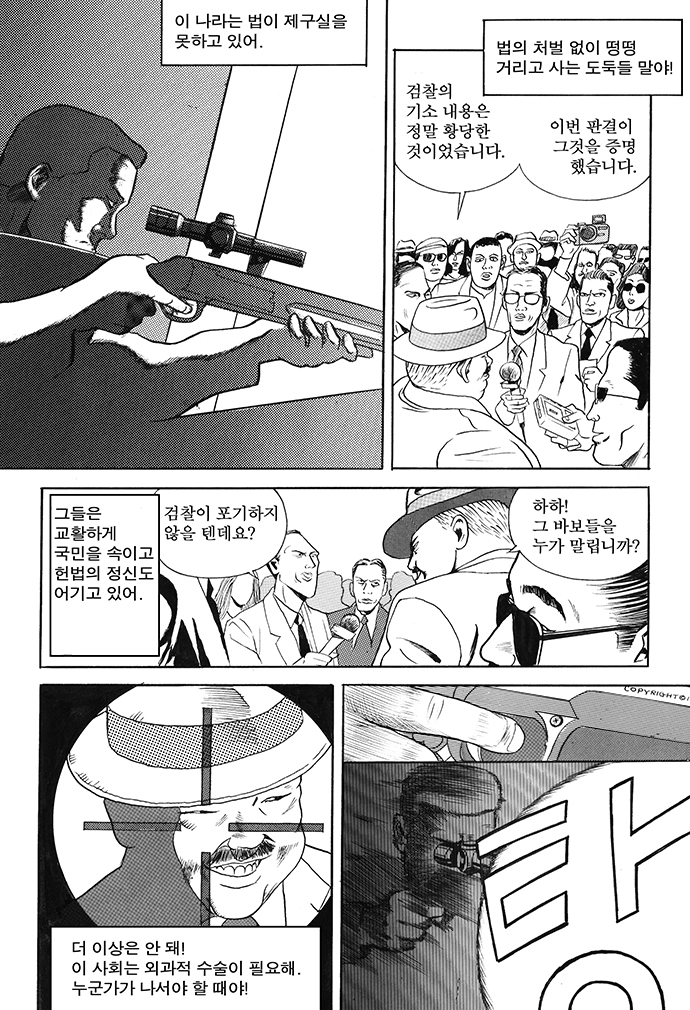 이 나라는 법이 제구실을
못하고 있어.
법의 처벌 없이 떵떵
거리고 사는 도둑들 말야!
검찰의
기소 내용은
정말 황당한
것이었습니다.
이번 판결이
그것을 증명
했습니다.
그들은
교활하게
국민을 속이고
헌법의 정신도
어기고 있어.
검찰이 포기하지
않을 텐데요?
하하!
그 바보들을
누가 말립니까?
COPYRIGHT©1
더 이상은 안 돼!
이 사회는 외과적 수술이 필요해.
누군가가 나서야 할 때야!
탕